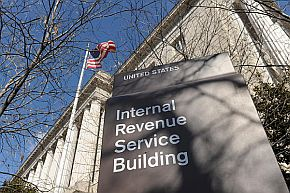 UNITED STATES
Internal
Revenue
Service
Building